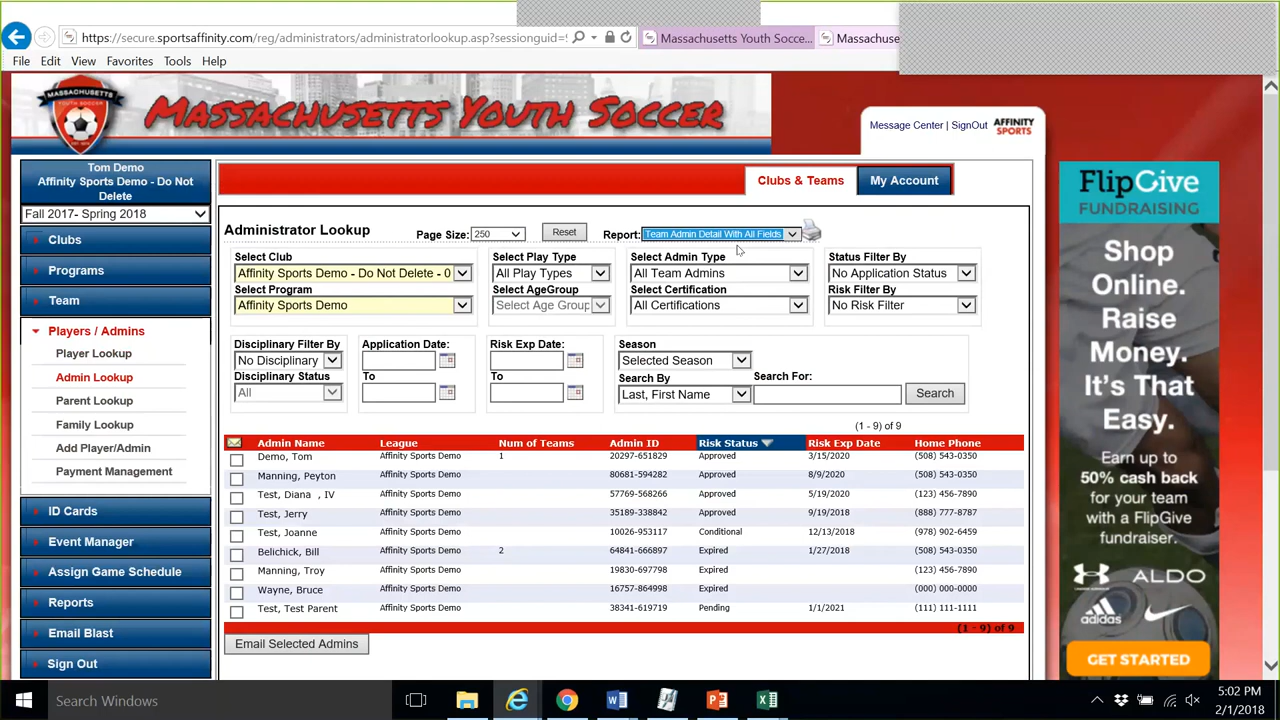 https://secure.sportsaffinity.com/reg/administrators/administratorlookup.asp?sessionguid=
Massachusetts Youth Socce...
Massachuse
File Edit View Favorites Tools Help
MASSACHUSETTS
YOUTH SOCCER
MASSACHUSETTS YOUTH SOCCER
Message Center | SignOut
AFFINITY
SPORTS
Tom Demo
Affinity Sports Demo - Do Not
Delete
Fall 2017- Spring 2018
Clubs & Teams
My Account
Clubs
Programs
Team
Players / Admins
Player Lookup
Admin Lookup
Parent Lookup
Family Lookup
Add Player/Admin
Payment Management
ID Cards
Event Manager
Assign Game Schedule
Reports
Email Blast
Sign Out
Administrator Lookup
Page Size: 250
Reset
Report: Team Admin Detail With All Fields
Select Club
Affinity Sports Demo - Do Not Delete - 0
Select Program
Affinity Sports Demo
Select Play Type
All Play Types
Select AgeGroup
Select Age Group
Select Admin Type
All Team Admins
Select Certification
All Certifications
Status Filter By
No Application Status
Risk Filter By
No Risk Filter
Disciplinary Filter By
No Disciplinary
Disciplinary Status
All
Application Date:
To
Risk Exp Date:
To
Season
Selected Season
Search By
Last, First Name
Search For:
Search
(1 - 9) of 9
Admin Name League Num of Teams Admin ID Risk Status Risk Exp Date Home Phone
Demo, Tom Affinity Sports Demo 1 20297-651829 Approved 3/15/2020 (508) 543-0350
Manning, Peyton Affinity Sports Demo 80681-594282 Approved 8/9/2020 (508) 543-0350
Test, Diana , IV Affinity Sports Demo 57769-568266 Approved 5/19/2020 (123) 456-7890
Test, Jerry Affinity Sports Demo 35189-338842 Approved 9/19/2018 (888) 777-8787
Test, Joanne Affinity Sports Demo 10026-953117 Conditional 12/13/2018 (978) 902-6459
Belichick, Bill Affinity Sports Demo 2 64841-666897 Expired 1/27/2018 (508) 543-0350
Manning, Troy Affinity Sports Demo 19830-697798 Expired (123) 456-7890
Wayne, Bruce Affinity Sports Demo 16757-864998 Expired (000) 000-0000
Test, Test Parent Affinity Sports Demo 38341-619719 Pending 1/1/2021 (111) 111-1111
(1 - 9) of 9
Email Selected Admins
FlipGive
FUNDRAISING
Shop
Online.
Raise
Money.
It's That
Easy.
Earn up to
50% cash back
for your team
with a FlipGive
fundraiser.
ALDO
adidas
GET STARTED
Search Windows
5:02 PM
2/1/2018